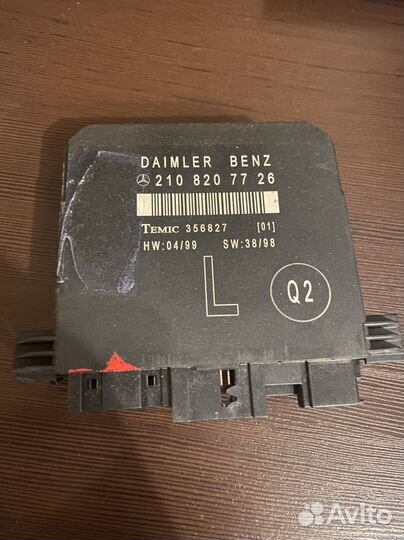 DAIMLER BENZ
210 820 77 26
TEMIC 356827 [01]
HW:04/99 SW:38/98
L
Q2
Avito